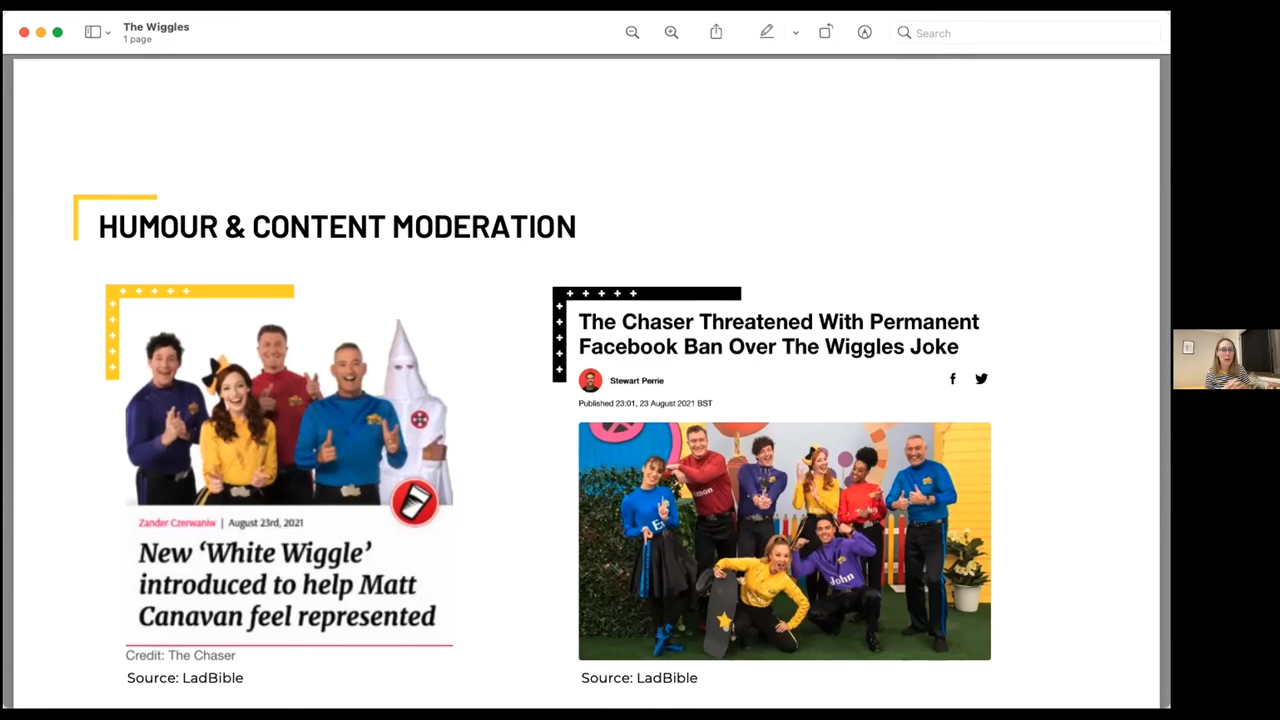 The Wiggles
1 page
Search
HUMOUR & CONTENT MODERATION
Zander Czerwaniw | August 23rd, 2021
New ‘White Wiggle’
introduced to help Matt
Canavan feel represented
Credit: The Chaser
Source: LadBible
The Chaser Threatened With Permanent
Facebook Ban Over The Wiggles Joke
Stewart Perrie
Published 23:01, 23 August 2021 BST
John
Source: LadBible